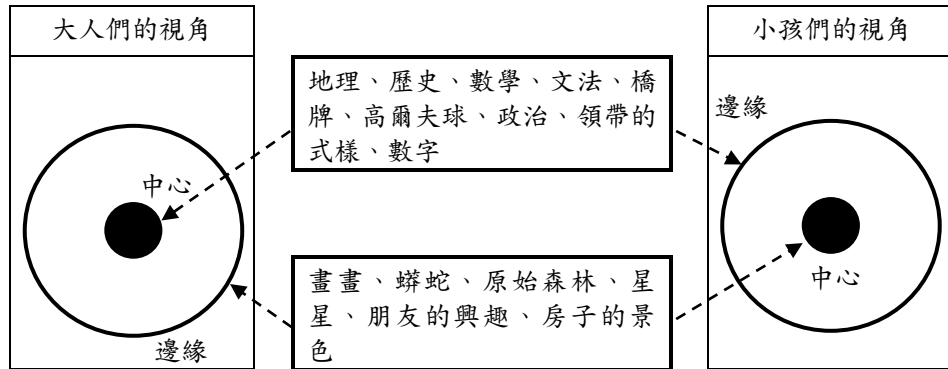 大人們的視角
小孩們的視角
地理、歷史、數學、文法、橋
牌、高爾夫球、政治、領帶的
式樣、數字
邊緣
中心
中心
畫畫、蟒蛇、原始森林、星
星、朋友的興趣、房子的景
色
邊緣